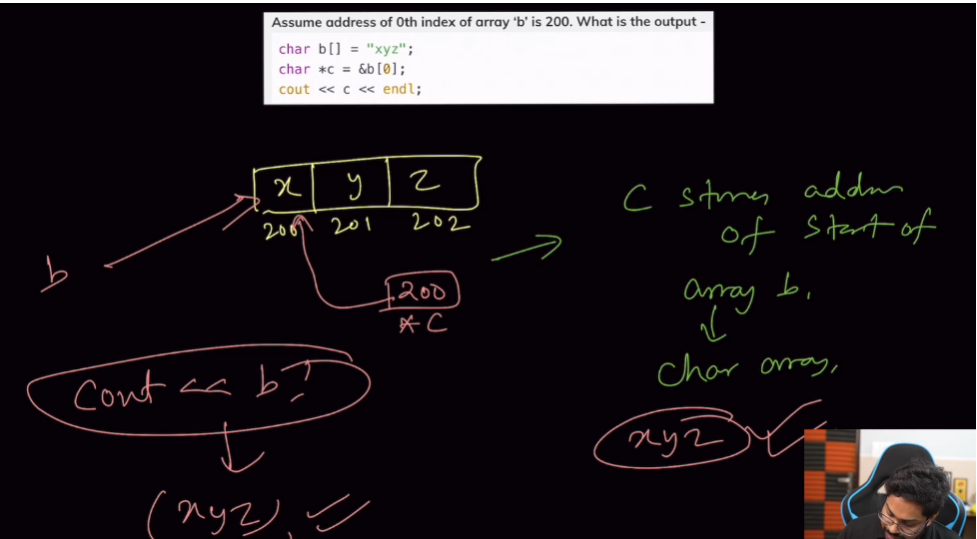 Assume address of 0th index of array ‘b’ is 200. What is the output -
char b[] = "xyz";
char *c = &b[0];
cout << c << endl;
x y z
200 201 202
b
200
*C
C stores address
of start of
array b.
char array.
xyz
Cout << b?
(xyz).